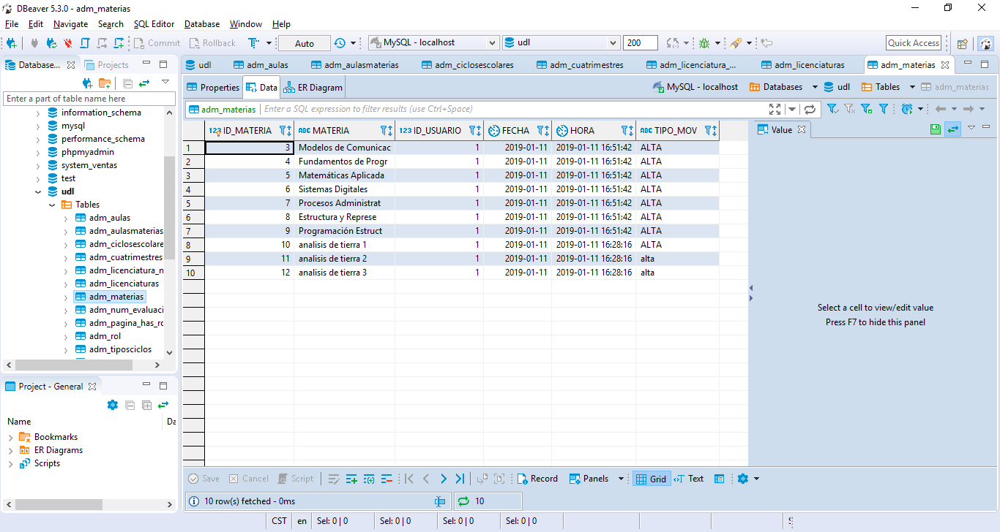 DBeaver 5.3.0 - adm_materias
File Edit Navigate Search SQL Editor Database Window Help
Commit Rollback Auto MySQL - localhost udl 200 Quick Access
Database... Projects
Enter a part of table name here
information_schema
mysql
performance_schema
phpmyadmin
system_ventas
test
udl
Tables
adm_aulas
adm_aulasmaterias
adm_ciclosescolare
adm_cuatrimestres
adm_licenciatura_n
adm_licenciaturas
adm_materias
adm_num_evaluaci
adm_pagina_has_ro
adm_rol
adm_tiposciclos
Project - General
Name Da
Bookmarks
ER Diagrams
Scripts
udl adm_aulas adm_aulasmaterias adm_ciclosescolares adm_cuatrimestres adm_licenciatura_... adm_licenciaturas adm_materias
Properties Data ER Diagram MySQL - localhost Databases udl Tables adm_materias
adm_materias Enter a SQL expression to filter results (use Ctrl+Space)
123 ID_MATERIA ABC MATERIA 123 ID_USUARIO FECHA HORA ABC TIPO_MOV
1 3 Modelos de Comunicac 1 2019-01-11 2019-01-11 16:51:42 ALTA
2 4 Fundamentos de Progr 1 2019-01-11 2019-01-11 16:51:42 ALTA
3 5 Matemáticas Aplicada 1 2019-01-11 2019-01-11 16:51:42 ALTA
4 6 Sistemas Digitales 1 2019-01-11 2019-01-11 16:51:42 ALTA
5 7 Procesos Administrat 1 2019-01-11 2019-01-11 16:51:42 ALTA
6 8 Estructura y Represe 1 2019-01-11 2019-01-11 16:51:42 ALTA
7 9 Programación Estruct 1 2019-01-11 2019-01-11 16:51:42 ALTA
8 10 analisis de tierra 1 1 2019-01-11 2019-01-11 16:28:16 ALTA
9 11 analisis de tierra 2 1 2019-01-11 2019-01-11 16:28:16 alta
10 12 analisis de tierra 3 1 2019-01-11 2019-01-11 16:28:16 alta
Value
Select a cell to view/edit value
Press F7 to hide this panel
Save Cancel Script Record Panels Grid Text
10 row(s) fetched - 0ms 10
CST en Sel: 0 | 0 Sel: 0 | 0 Sel: 0 | 0 Sel: 0 | 0